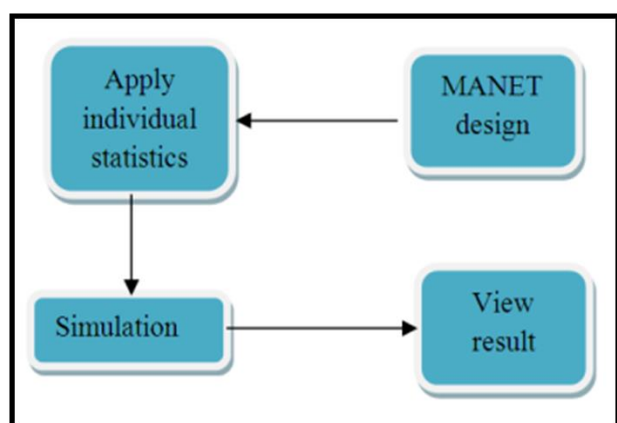 Apply
individual
statistics
MANET
design
Simulation
View
result